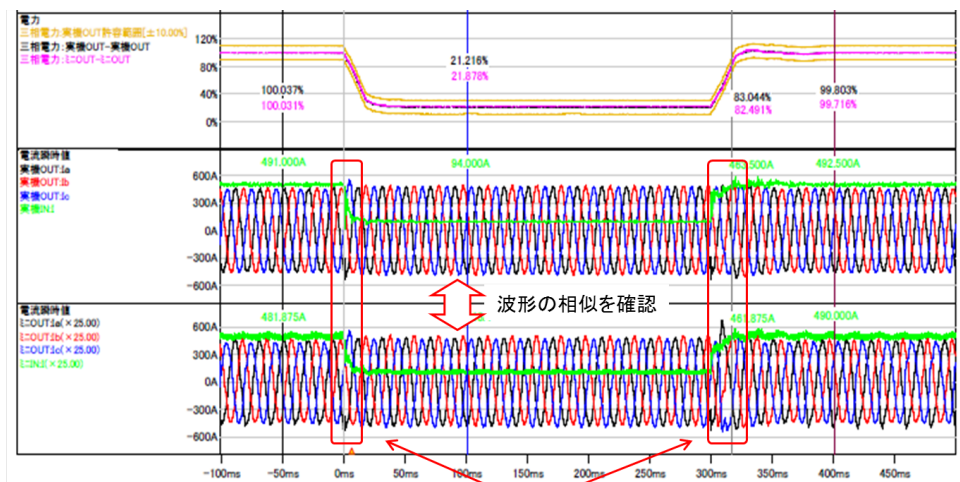 電力
三相電力:実機OUT許容範囲[±10.00%]
三相電力:実機OUT-実機OUT
三相電力:ﾐﾆOUT-ﾐﾆOUT
120%
80%
40%
0%
100.037%
100.031%
21.216%
21.878%
83.044%
82.491%
99.803%
99.716%
電流瞬時値
実機OUT:Ia
実機OUT:Ib
実機OUT:Ic
実機IN:I
600A
300A
0A
-300A
-600A
491.000A
94.000A
463.500A
492.500A
波形の相似を確認
電流瞬時値
ﾐﾆOUT:Ia(×25.00)
ﾐﾆOUT:Ib(×25.00)
ﾐﾆOUT:Ic(×25.00)
ﾐﾆIN:I(×25.00)
600A
300A
0A
-300A
-600A
481.875A
461.875A
490.000A
-100ms
-50ms
0ms
50ms
100ms
150ms
200ms
250ms
300ms
350ms
400ms
450ms